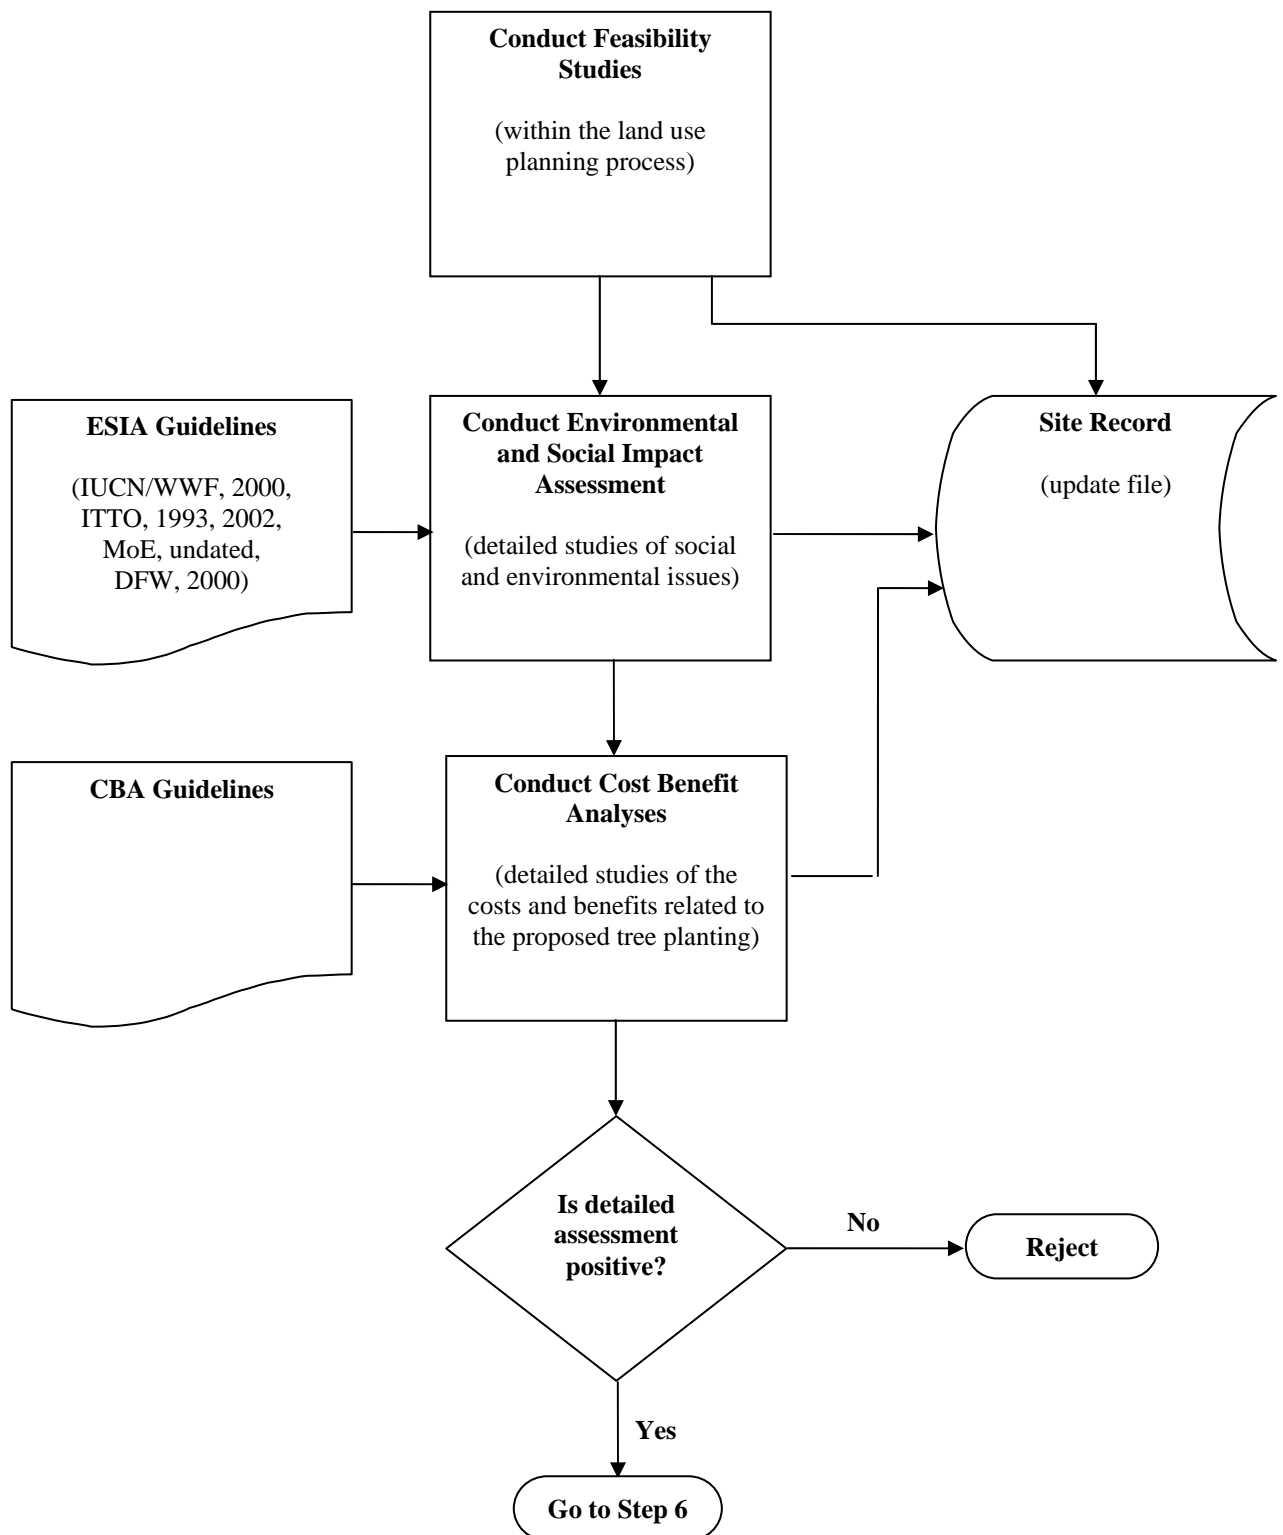 Conduct Feasibility
Studies
(within the land use
planning process)
ESIA Guidelines
(IUCN/WWF, 2000,
ITTO, 1993, 2002,
MoE, undated,
DFW, 2000)
Conduct Environmental
and Social Impact
Assessment
(detailed studies of social
and environmental issues)
Site Record
(update file)
CBA Guidelines
Conduct Cost Benefit
Analyses
(detailed studies of the
costs and benefits related to
the proposed tree planting)
Is detailed
assessment
positive?
No
Reject
Yes
Go to Step 6